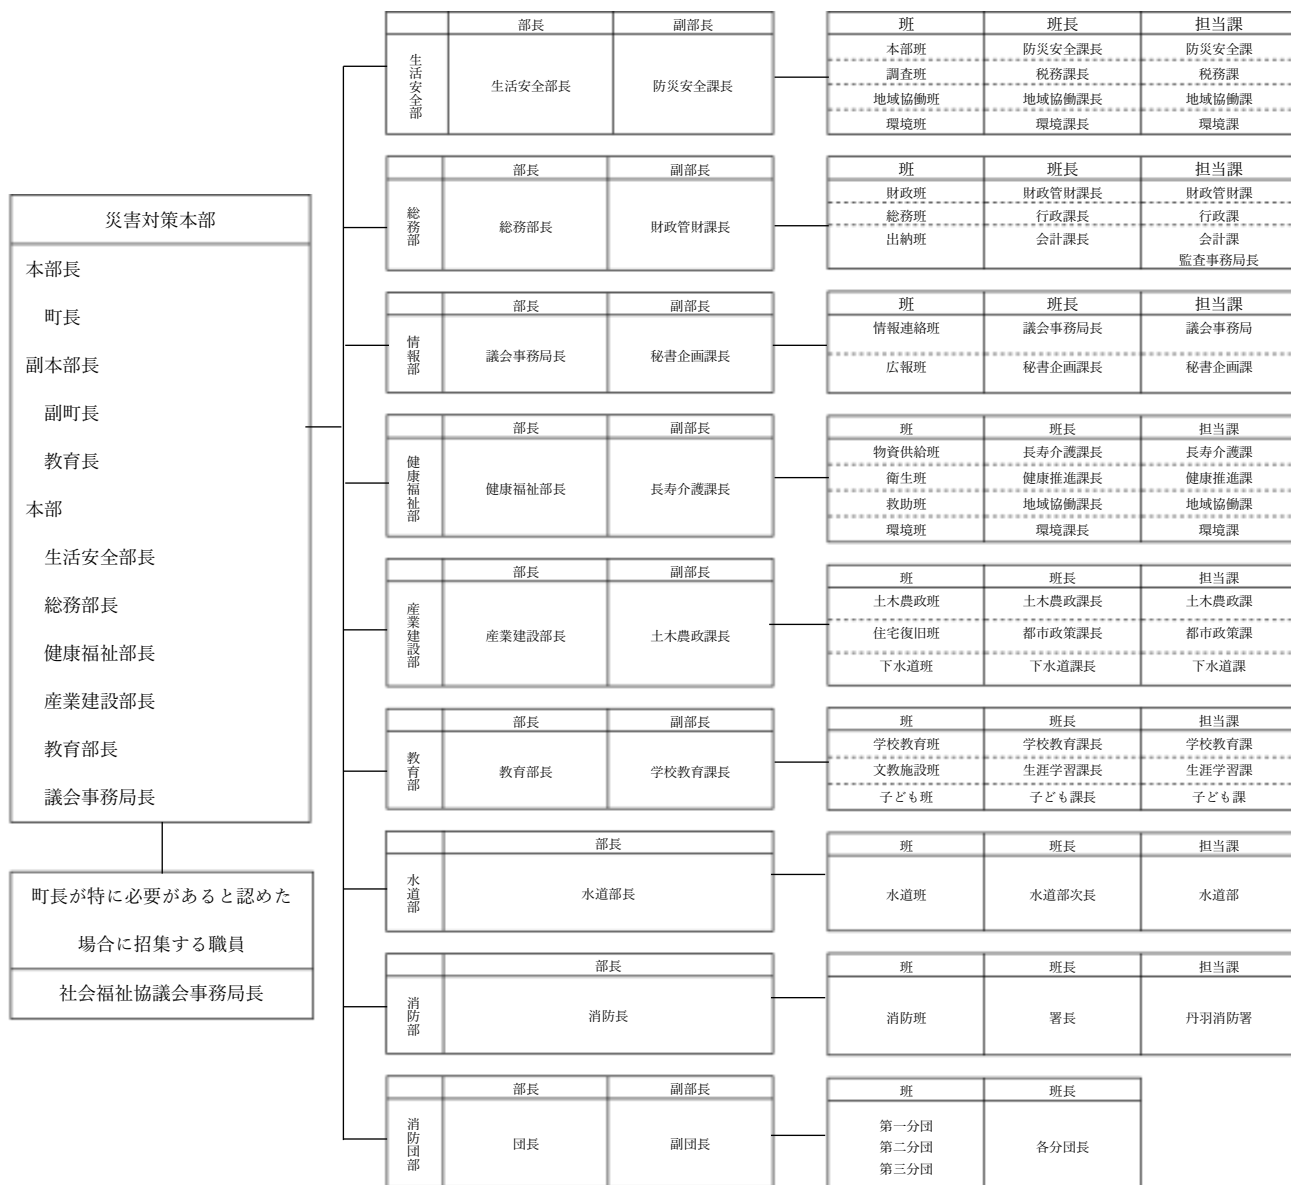 災害対策本部
本部長
町長
副本部長
副町長
教育長
本部
生活安全部長
総務部長
健康福祉部長
産業建設部長
教育部長
議会事務局長
町長が特に必要があると認めた
場合に招集する職員
社会福祉協議会事務局長
部長 副部長
生活安全部
生活安全部長 防災安全課長
班 班長 担当課
本部班 防災安全課長 防災安全課
調査班 税務課長 税務課
地域協働班 地域協働課長 地域協働課
環境班 環境課長 環境課
部長 副部長
総務部
総務部長 財政管財課長
班 班長 担当課
財政班 財政管財課長 財政管財課
総務班 行政課長 行政課
出納班 会計課長 会計課
監査事務局長
部長 副部長
情報部
議会事務局長 秘書企画課長
班 班長 担当課
情報連絡班 議会事務局長 議会事務局
広報班 秘書企画課長 秘書企画課
部長 副部長
健康福祉部
健康福祉部長 長寿介護課長
班 班長 担当課
物資供給班 長寿介護課長 長寿介護課
衛生班 健康推進課長 健康推進課
救助班 地域協働課長 地域協働課
環境班 環境課長 環境課
部長 副部長
産業建設部
産業建設部長 土木農政課長
班 班長 担当課
土木農政班 土木農政課長 土木農政課
住宅復旧班 都市政策課長 都市政策課
下水道班 下水道課長 下水道課
部長 副部長
教育部
教育部長 学校教育課長
班 班長 担当課
学校教育班 学校教育課長 学校教育課
文教施設班 生涯学習課長 生涯学習課
子ども班 子ども課長 子ども課
部長
水道部
水道部長
班 班長 担当課
水道班 水道部次長 水道部
部長
消防部
消防長
班 班長 担当課
消防班 署長 丹羽消防署
部長 副部長
消防団部
団長 副団長
班 班長
第一分団
第二分団
第三分団
各分団長